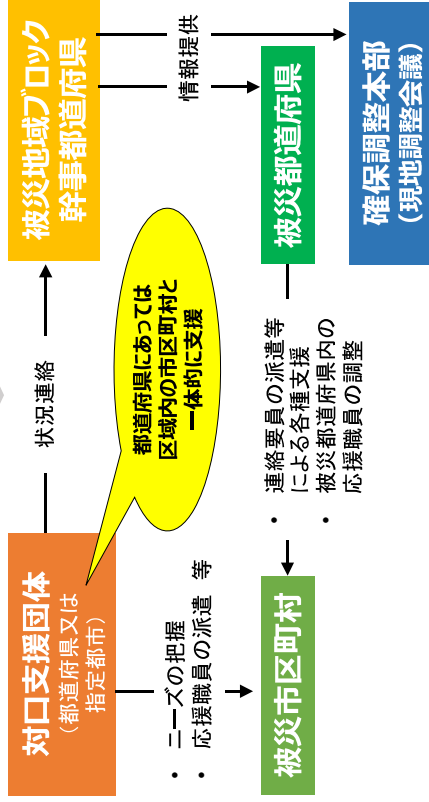 対口支援団体
（都道府県又は
指定都市）
状況連絡
被災地域ブロック
幹事都道府県
都道府県にあっては
区域内の市区町村と
一体的に支援
情報提供
・ ニーズの把握
・ 応援職員の派遣 等
被災市区町村
・ 連絡要員の派遣等
による各種支援
・ 被災都道府県内の
応援職員の調整
被災都道府県
確保調整本部
（現地調整会議）